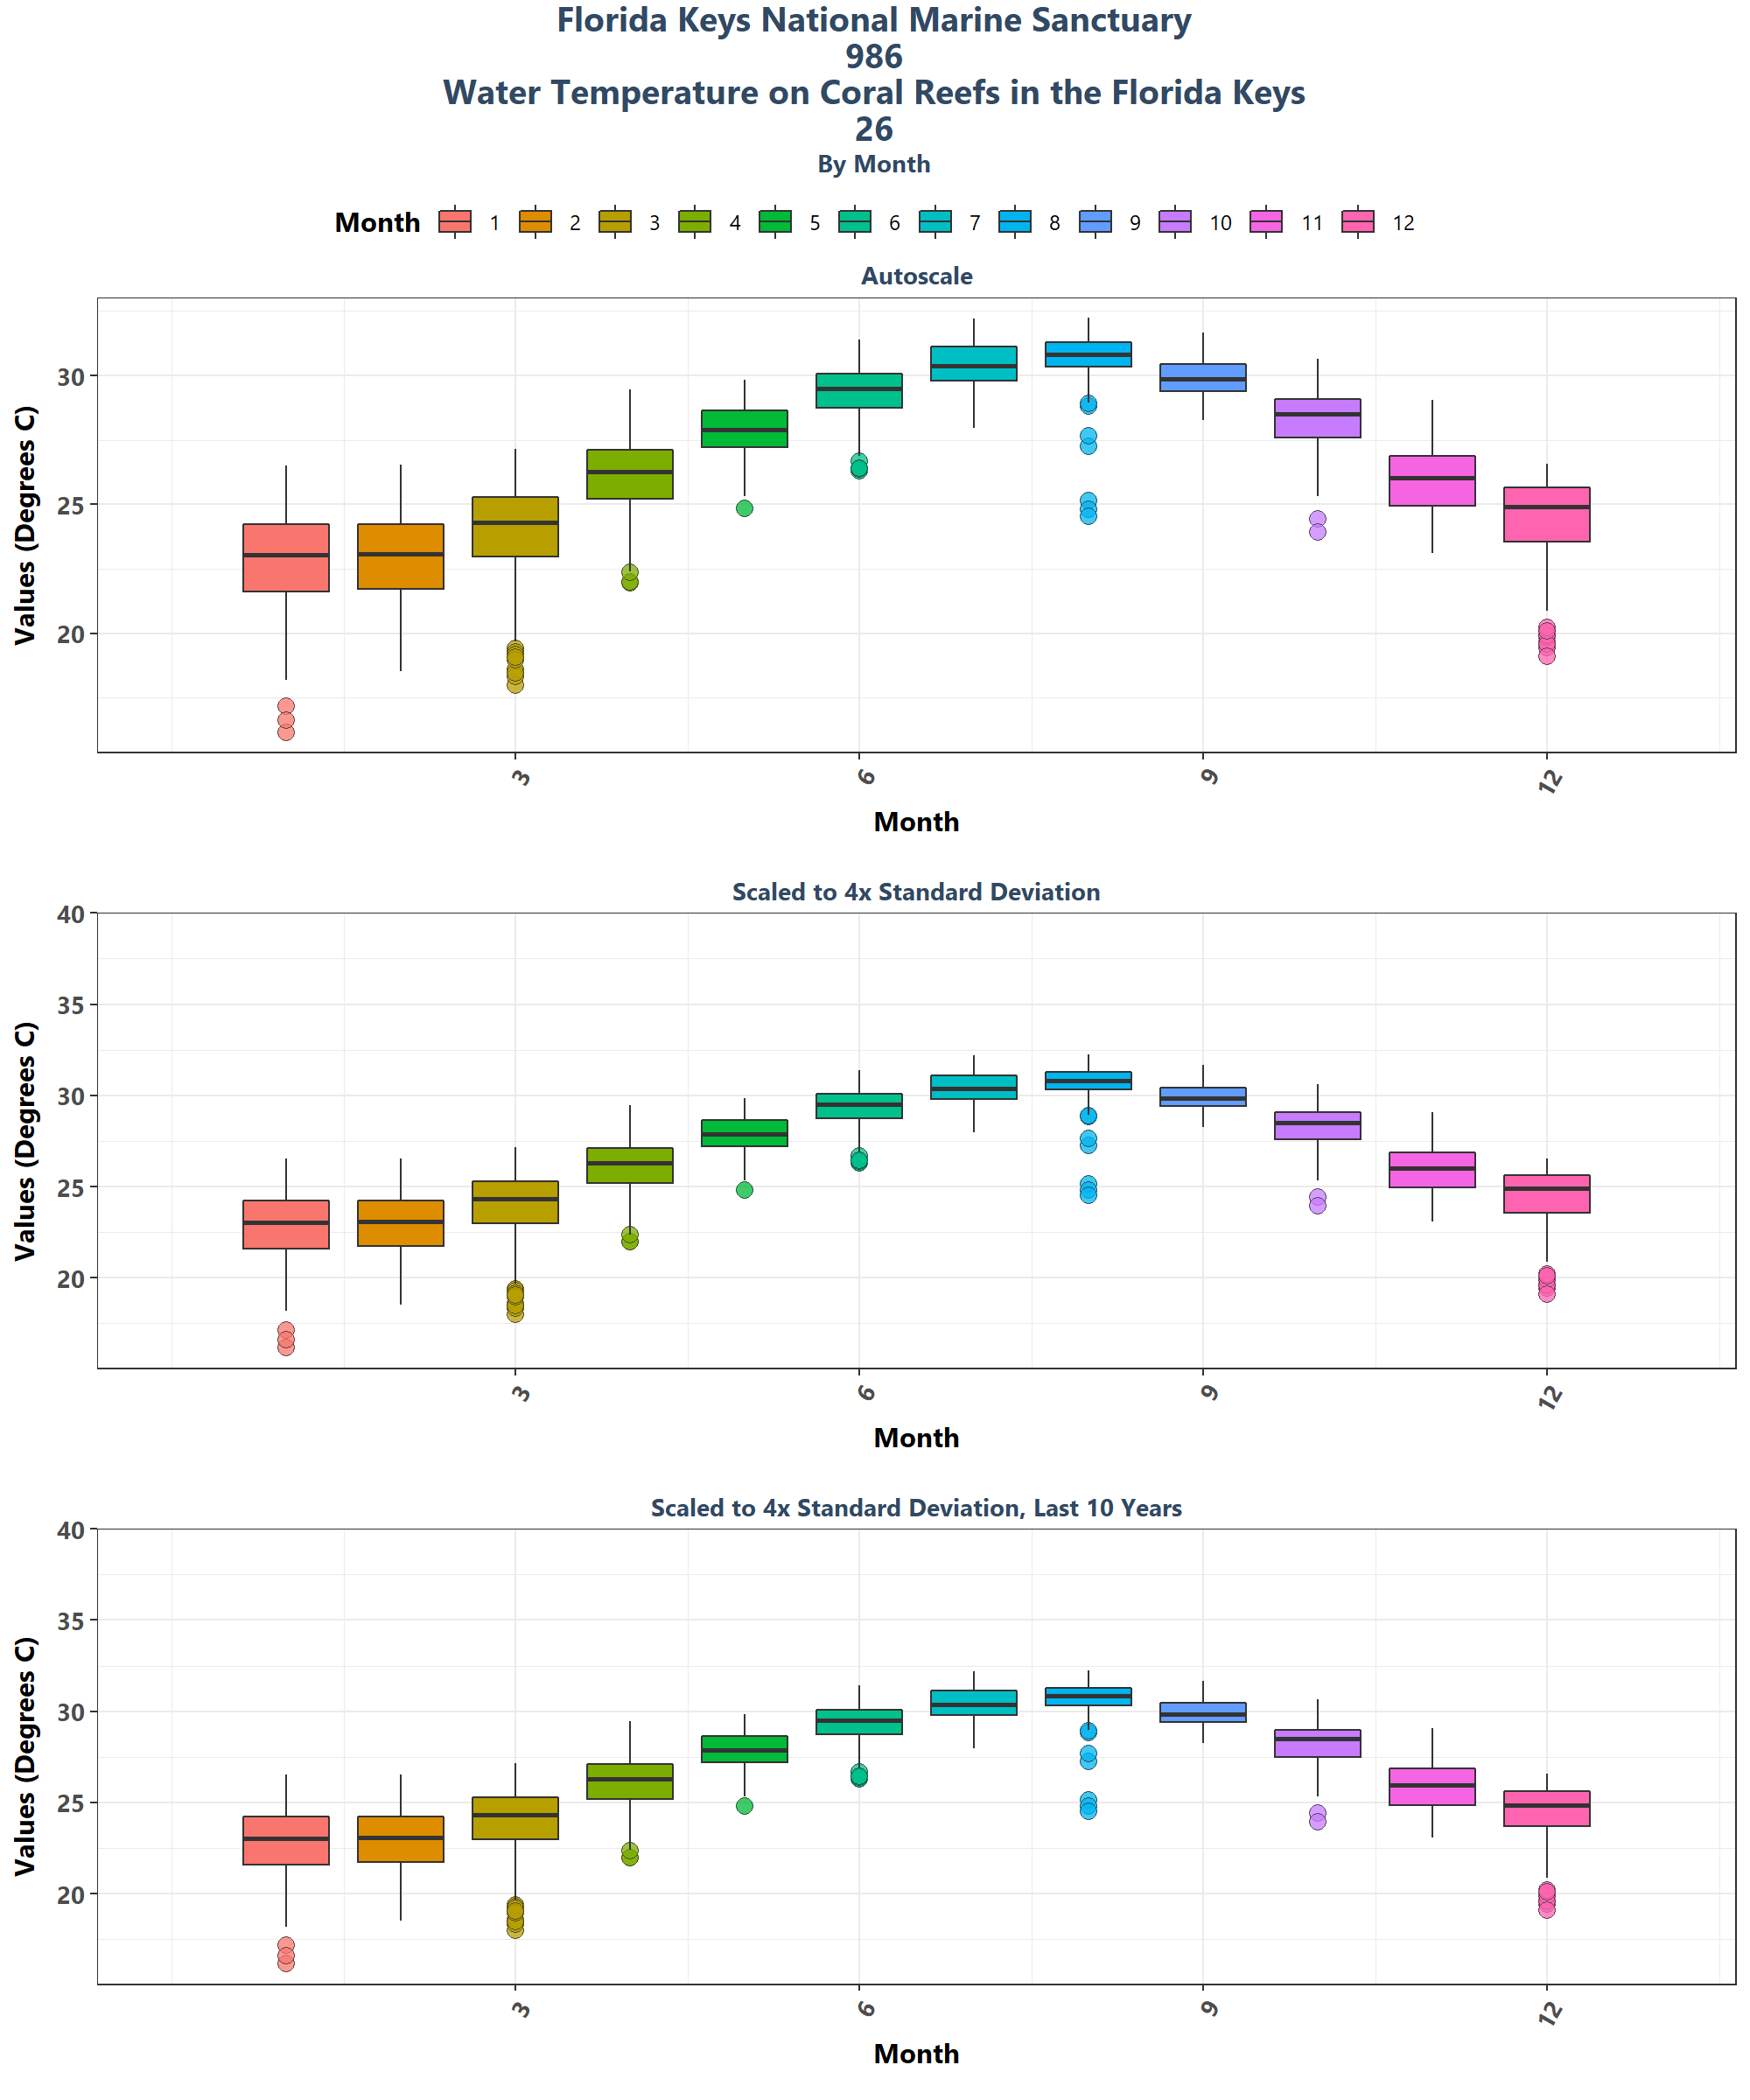 Florida Keys National Marine Sanctuary
986
Water Temperature on Coral Reefs in the Florida Keys
26
By Month
Month 1 2 3 4 5 6 7 8 9 10 11 12
Autoscale
Values (Degrees C)
30
25
20
3 6 9 12
Month
Scaled to 4x Standard Deviation
Values (Degrees C)
40
35
30
25
20
3 6 9 12
Month
Scaled to 4x Standard Deviation, Last 10 Years
Values (Degrees C)
40
35
30
25
20
3 6 9 12
Month